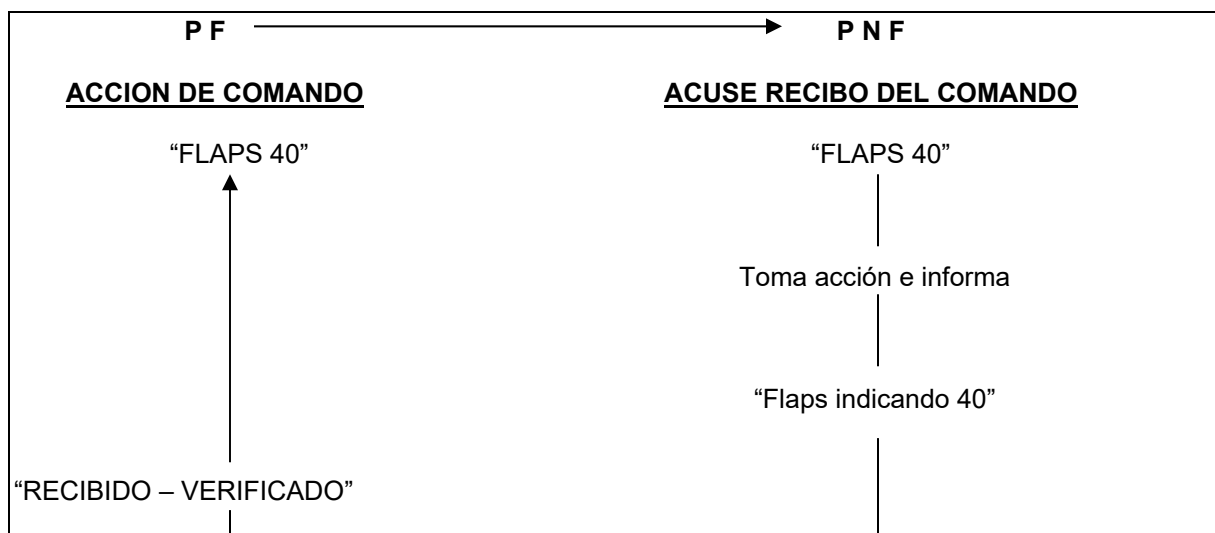 P F P N F
ACCION DE COMANDO ACUSE RECIBO DEL COMANDO
“FLAPS 40” “FLAPS 40”
Toma acción e informa
“Flaps indicando 40”
“RECIBIDO – VERIFICADO”